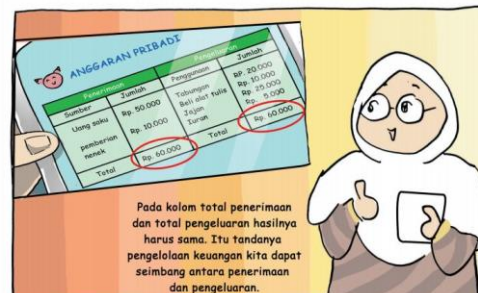 ANGGARAN PRIBADI
Penerimaan Pengeluaran
Sumber Jumlah Penggunaan Jumlah
Uang saku Rp. 50.000 Tabungan RP. 20.000
pemberian nenek Rp. 10.000 Beli alat tulis Rp. 10.000
Jajan Rp. 25.000
Iuran Rp. 5.000
Total Rp. 60.000 Total Rp. 60.000
Pada kolom total penerimaan
dan total pengeluaran hasilnya
harus sama. Itu tandanya
pengelolaan keuangan kita dapat
seimbang antara penerimaan
dan pengeluaran.